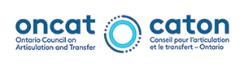 oncat
Ontario Council on
Articulation and Transfer
caton
Conseil pour l'articulation
et le transfert – Ontario